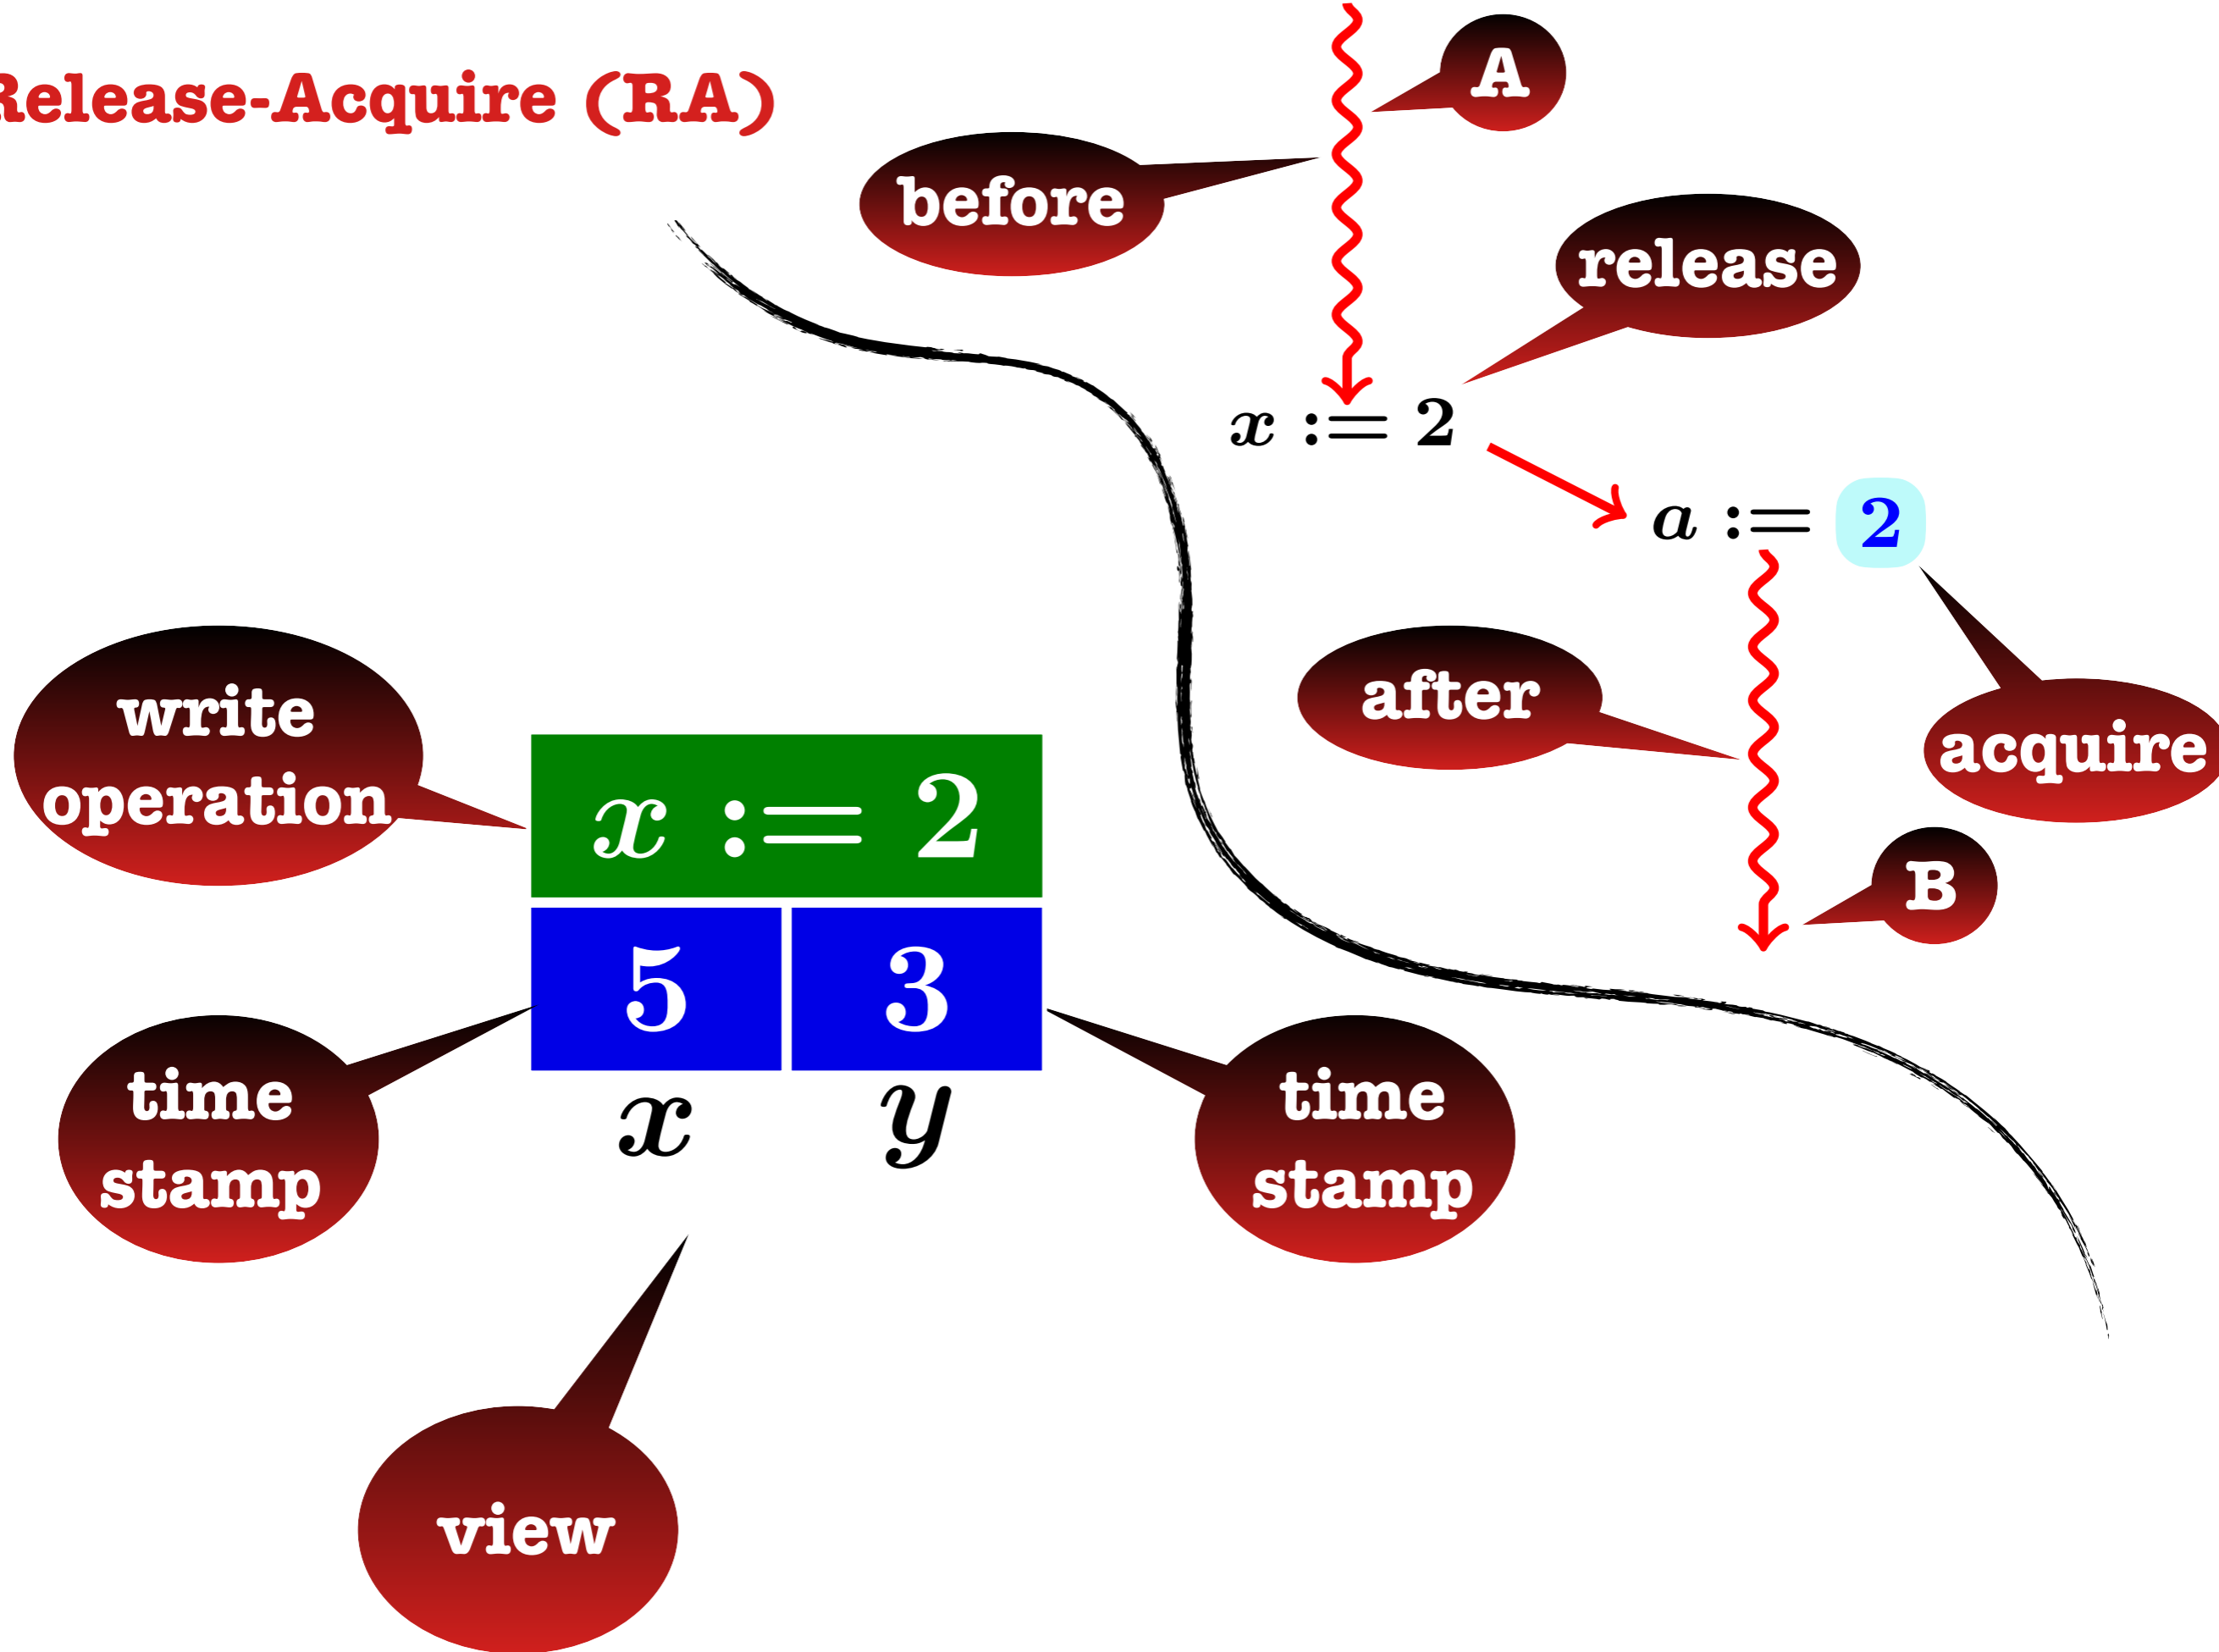 Release-Acquire (RA)
A
before
release
x := 2
a := 2
after
acquire
B
write
operation
x := 2
5 3
x y
time
stamp
time
stamp
view